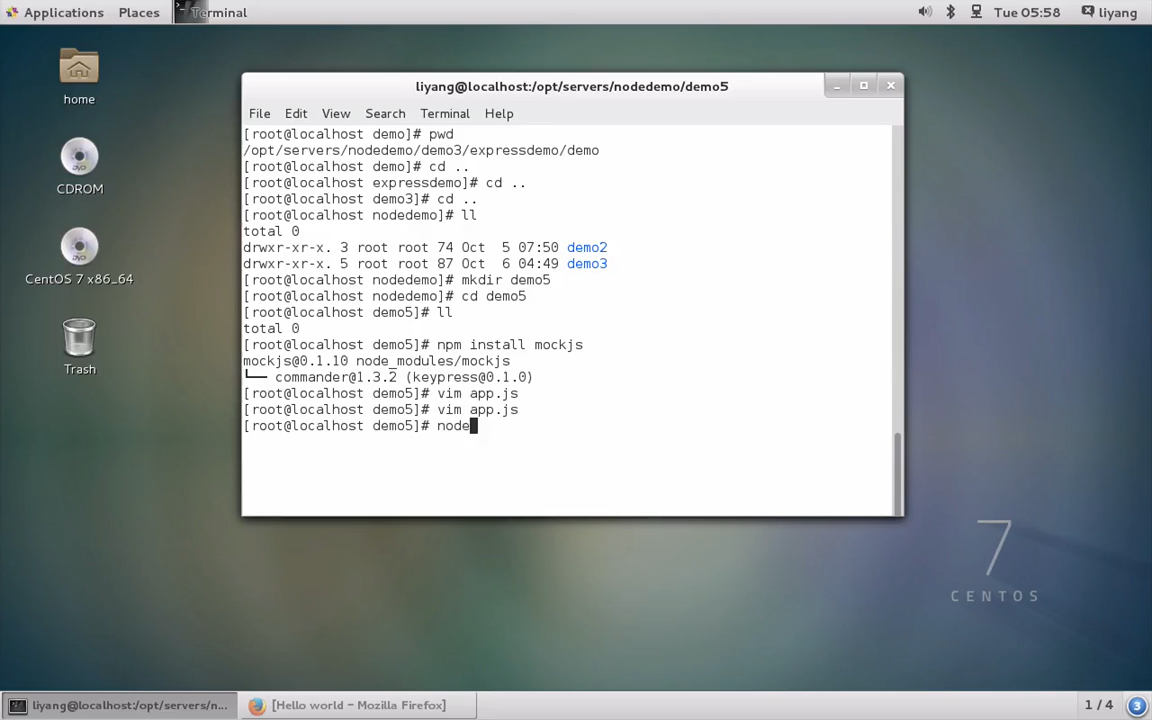 Applications Places Terminal Tue 05:58 liyang
home
CDROM
CentOS 7 x86_64
Trash
liyang@localhost:/opt/servers/nodedemo/demo5
File Edit View Search Terminal Help
[root@localhost demo]# pwd
/opt/servers/nodedemo/demo3/expressdemo/demo
[root@localhost demo]# cd ..
[root@localhost expressdemo]# cd ..
[root@localhost demo3]# cd ..
[root@localhost nodedemo]# ll
total 0
drwxr-xr-x. 3 root root 74 Oct  5 07:50 demo2
drwxr-xr-x. 5 root root 87 Oct  6 04:49 demo3
[root@localhost nodedemo]# mkdir demo5
[root@localhost nodedemo]# cd demo5
[root@localhost demo5]# ll
total 0
[root@localhost demo5]# npm install mockjs
mockjs@0.1.10 node_modules/mockjs
└── commander@1.3.2 (keypress@0.1.0)
[root@localhost demo5]# vim app.js
[root@localhost demo5]# vim app.js
[root@localhost demo5]# node
7
CENTOS
liyang@localhost:/opt/servers/n... [Hello world - Mozilla Firefox] 1 / 4 3